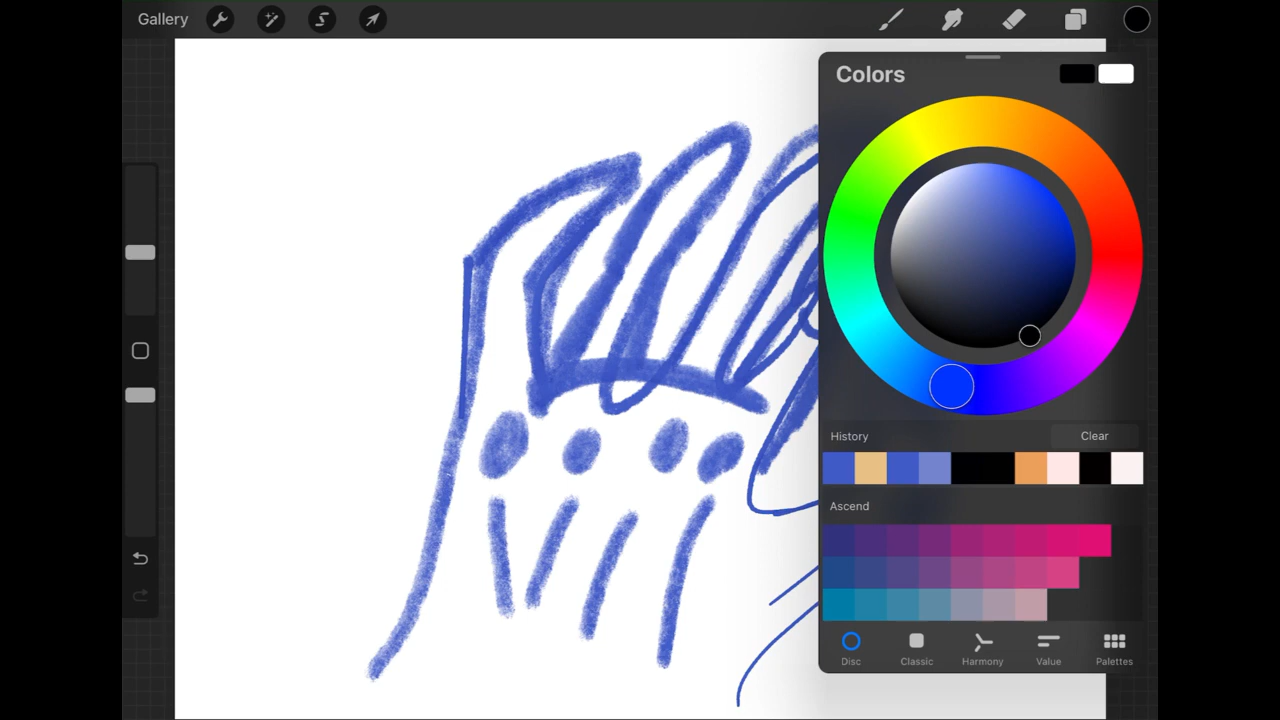 Gallery
Colors
History
Clear
Ascend
Disc
Classic
Harmony
Value
Palettes